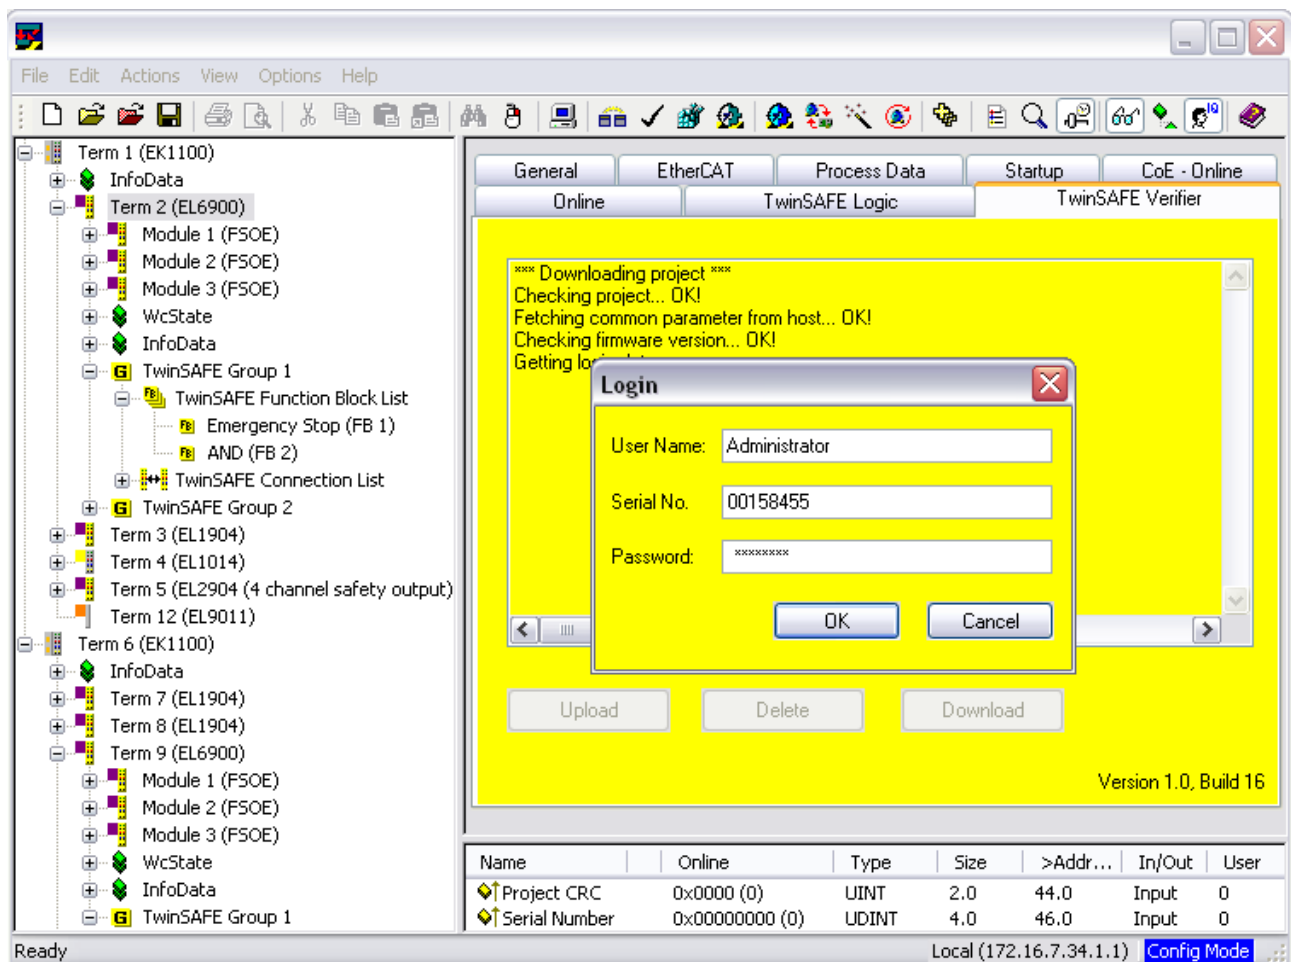 File Edit Actions View Options Help
Term 1 (EK1100)
InfoData
Term 2 (EL6900)
Module 1 (FSOE)
Module 2 (FSOE)
Module 3 (FSOE)
WcState
InfoData
G TwinSAFE Group 1
FB TwinSAFE Function Block List
FB Emergency Stop (FB 1)
FB AND (FB 2)
TwinSAFE Connection List
G TwinSAFE Group 2
Term 3 (EL1904)
Term 4 (EL1014)
Term 5 (EL2904 (4 channel safety output)
Term 12 (EL9011)
Term 6 (EK1100)
InfoData
Term 7 (EL1904)
Term 8 (EL1904)
Term 9 (EL6900)
Module 1 (FSOE)
Module 2 (FSOE)
Module 3 (FSOE)
WcState
InfoData
G TwinSAFE Group 1
General EtherCAT Process Data Startup CoE - Online
Online TwinSAFE Logic TwinSAFE Verifier
*** Downloading project ***
Checking project... OK!
Fetching common parameter from host... OK!
Checking firmware version... OK!
Getting
Login
User Name: Administrator
Serial No. 00158455
Password: ********
OK Cancel
Upload Delete Download
Version 1.0, Build 16
Name Online Type Size >Addr... In/Out User
Project CRC 0x0000 (0) UINT 2.0 44.0 Input 0
Serial Number 0x00000000 (0) UDINT 4.0 46.0 Input 0
Ready Local (172.16.7.34.1.1) Config Mode